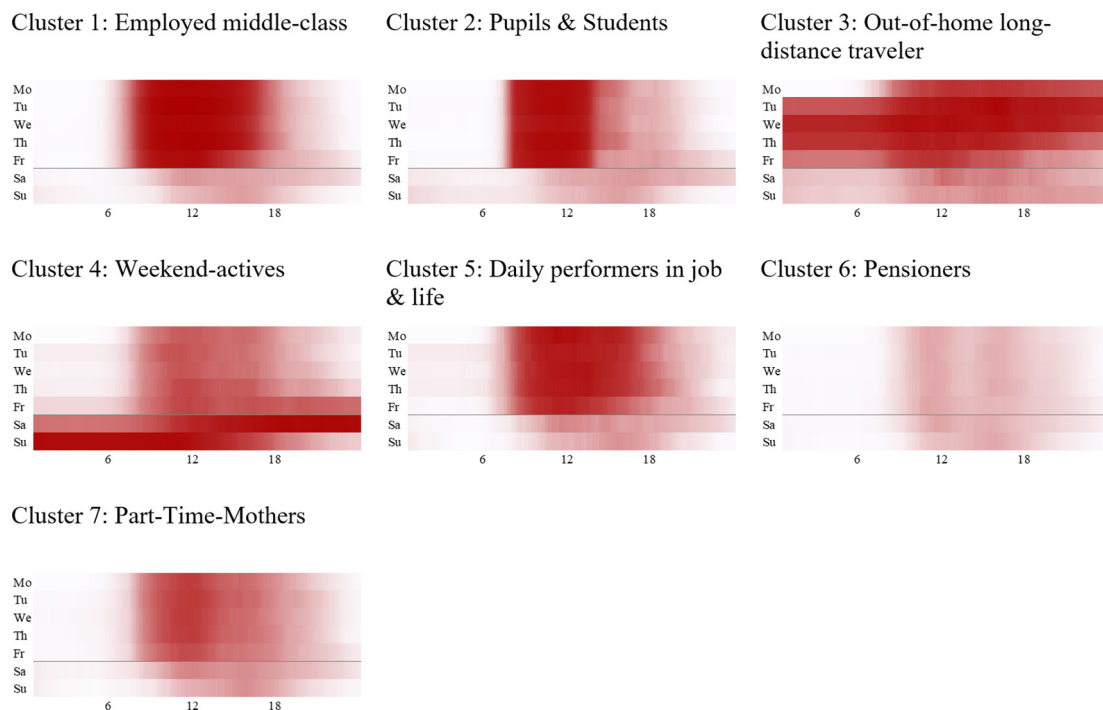 Cluster 1: Employed middle-class
Cluster 2: Pupils & Students
Cluster 3: Out-of-home long-
distance traveler
Mo
Tu
We
Th
Fr
Sa
Su
6 12 18
Mo
Tu
We
Th
Fr
Sa
Su
6 12 18
Mo
Tu
We
Th
Fr
Sa
Su
6 12 18
Cluster 4: Weekend-actives
Cluster 5: Daily performers in job
& life
Cluster 6: Pensioners
Mo
Tu
We
Th
Fr
Sa
Su
6 12 18
Mo
Tu
We
Th
Fr
Sa
Su
6 12 18
Mo
Tu
We
Th
Fr
Sa
Su
6 12 18
Cluster 7: Part-Time-Mothers
Mo
Tu
We
Th
Fr
Sa
Su
6 12 18